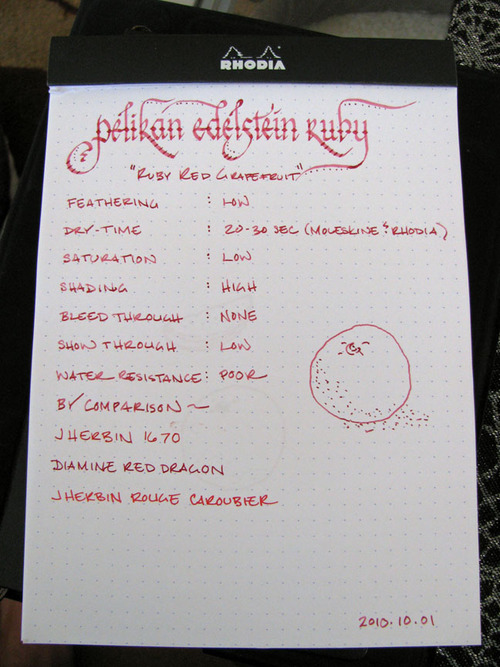 RHODIA
pelikan edelstein ruby
"RUBY RED GRAPEFRUIT"
FEATHERING : LOW
DRY-TIME : 20-30 SEC (MOLESKINE & RHODIA)
SATURATION : LOW
SHADING : HIGH
BLEED THROUGH : NONE
SHOW THROUGH : LOW
WATER RESISTANCE : POOR
BY COMPARISON ~
J HERBIN 1670
DIAMINE RED DRAGON
J HERBIN ROUGE CAROUBIER
2010.10.01